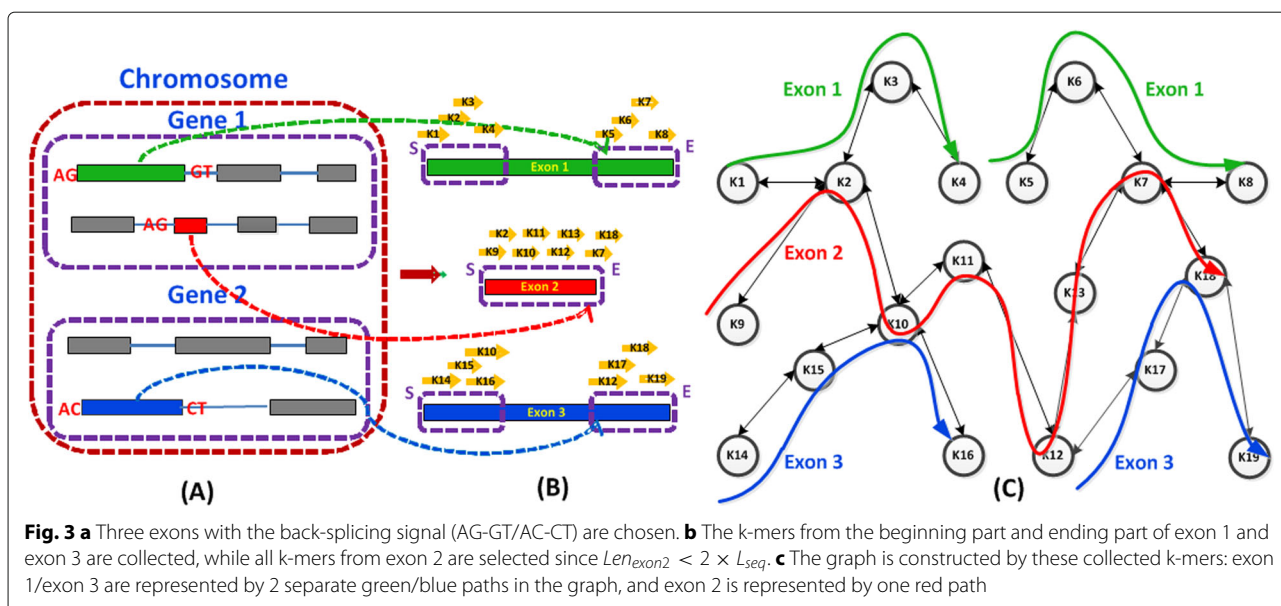 Chromosome
Gene 1
AG
GT
AG
Gene 2
AC
CT
(A)
K3
K2
K1
K4
K7
K6
K5
K8
S
E
Exon 1
K2
K11
K13
K18
K9
K10
K12
K7
S
E
Exon 2
K10
K15
K14
K16
K18
K17
K12
K19
S
E
Exon 3
(B)
Exon 1
K3
K1
K2
K4
K6
Exon 1
K5
K7
K8
Exon 2
K9
K11
K10
K13
K18
K15
K17
K14
Exon 3
K16
K12
Exon 3
K19
(C)
Fig. 3 a Three exons with the back-splicing signal (AG-GT/AC-CT) are chosen. b The k-mers from the beginning part and ending part of exon 1 and
exon 3 are collected, while all k-mers from exon 2 are selected since Len_exon2 < 2 × L_seq. c The graph is constructed by these collected k-mers: exon
1/exon 3 are represented by 2 separate green/blue paths in the graph, and exon 2 is represented by one red path